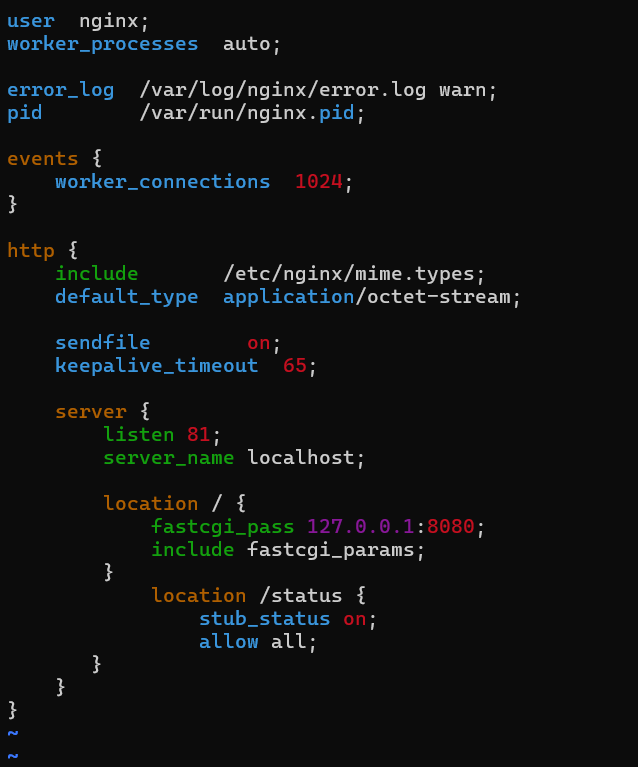 user  nginx;
worker_processes  auto;

error_log  /var/log/nginx/error.log warn;
pid        /var/run/nginx.pid;

events {
    worker_connections  1024;
}

http {
    include       /etc/nginx/mime.types;
    default_type  application/octet-stream;

    sendfile        on;
    keepalive_timeout  65;

    server {
        listen 81;
        server_name localhost;

        location / {
            fastcgi_pass 127.0.0.1:8080;
            include fastcgi_params;
        }
            location /status {
                stub_status on;
                allow all;
       }
    }
}
~
~